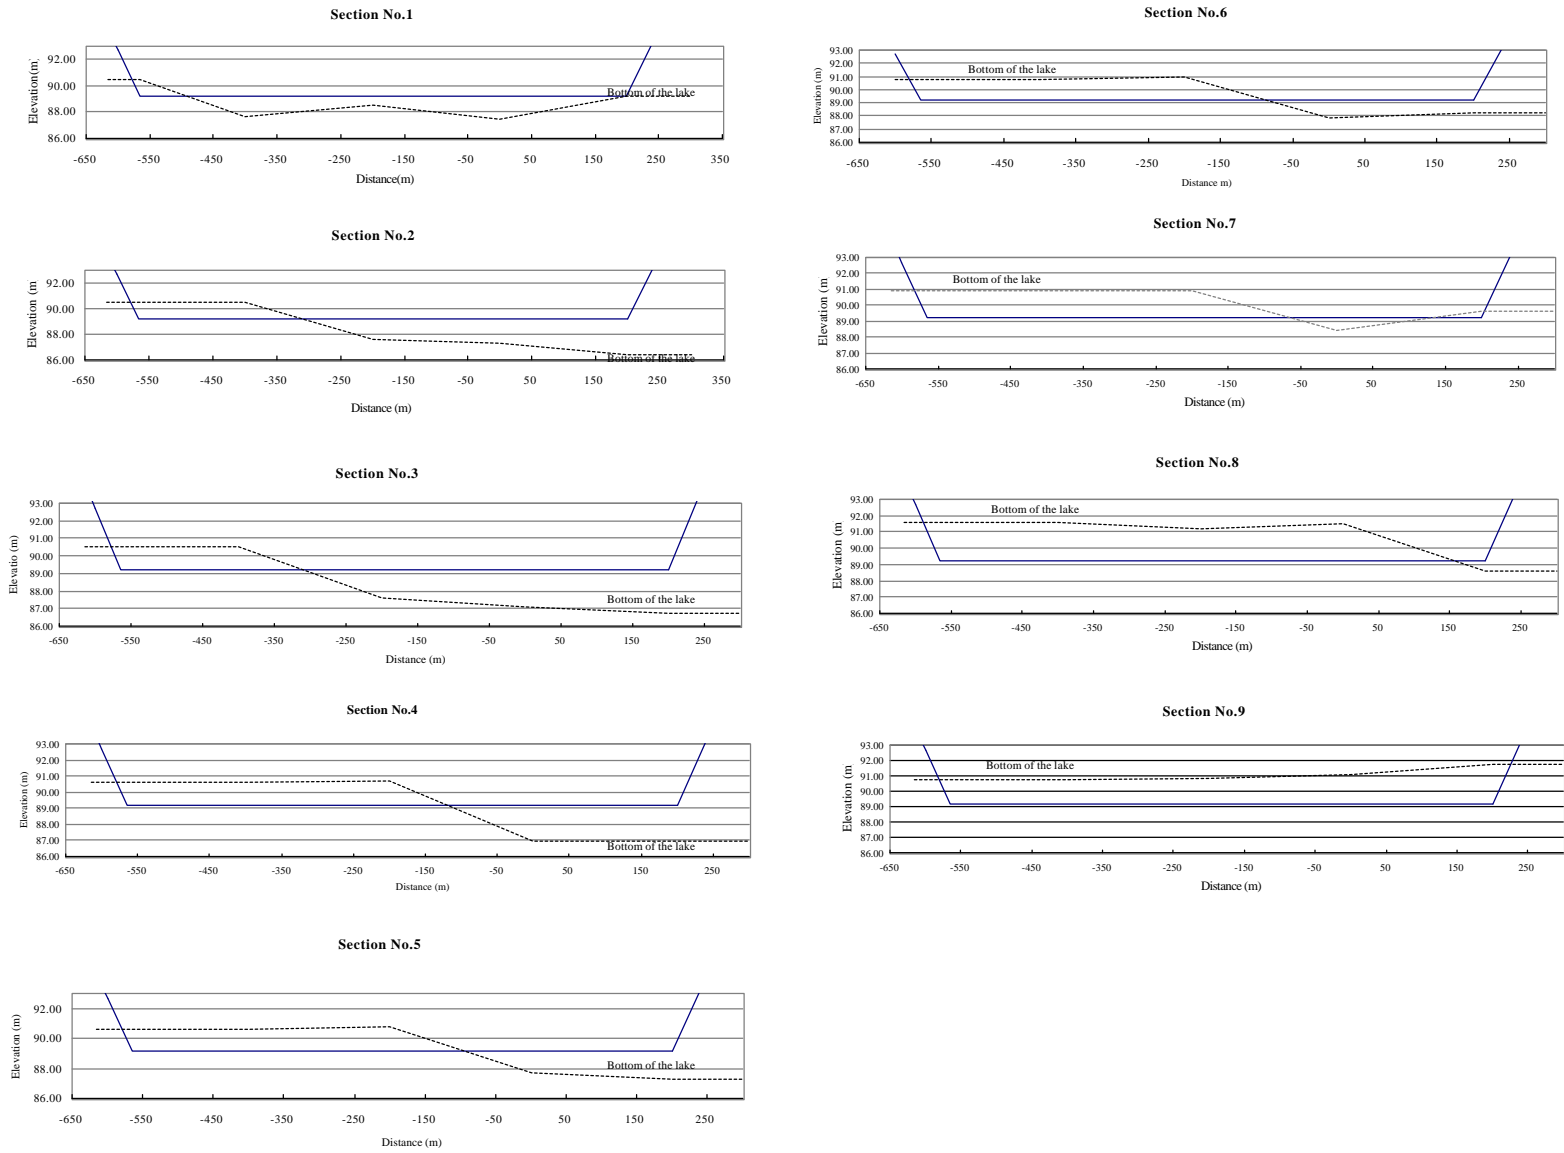 Section No.1
Elevation(m)
92.00
90.00
88.00
86.00
Bottom of the lake
-650 -550 -450 -350 -250 -150 -50 50 150 250 350
Distance(m)
Section No.2
Elevation (m
92.00
90.00
88.00
86.00
Bottom of the lake
-650 -550 -450 -350 -250 -150 -50 50 150 250 350
Distance (m)
Section No.3
Elevatio (m)
93.00
92.00
91.00
90.00
89.00
88.00
87.00
86.00
Bottom of the lake
-650 -550 -450 -350 -250 -150 -50 50 150 250
Distance (m)
Section No.4
Elevation (m)
93.00
92.00
91.00
90.00
89.00
88.00
87.00
86.00
Bottom of the lake
-650 -550 -450 -350 -250 -150 -50 50 150 250
Distance (m)
Section No.5
Elevation (m)
92.00
90.00
88.00
86.00
Bottom of the lake
-650 -550 -450 -350 -250 -150 -50 50 150 250
Distance (m)
Section No.6
Elevation (m)
93.00
92.00
91.00
90.00
89.00
88.00
87.00
86.00
Bottom of the lake
-650 -550 -450 -350 -250 -150 -50 50 150 250
Distance m)
Section No.7
Elevation (m
93.00
92.00
91.00
90.00
89.00
88.00
87.00
86.00
Bottom of the lake
-650 -550 -450 -350 -250 -150 -50 50 150 250
Distance (m)
Section No.8
Elevation (m
93.00
92.00
91.00
90.00
89.00
88.00
87.00
86.00
Bottom of the lake
-650 -550 -450 -350 -250 -150 -50 50 150 250
Distance (m)
Section No.9
Elevation (m
93.00
92.00
91.00
90.00
89.00
88.00
87.00
86.00
Bottom of the lake
-650 -550 -450 -350 -250 -150 -50 50 150 250
Distance (m)